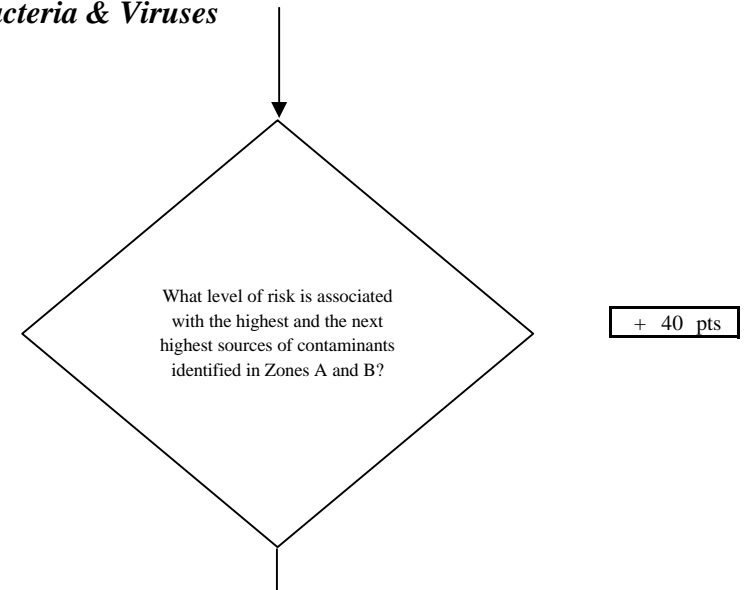 & Viruses
What level of risk is associated
with the highest and the next
highest sources of contaminants
identified in Zones A and B?
+ 40 pts